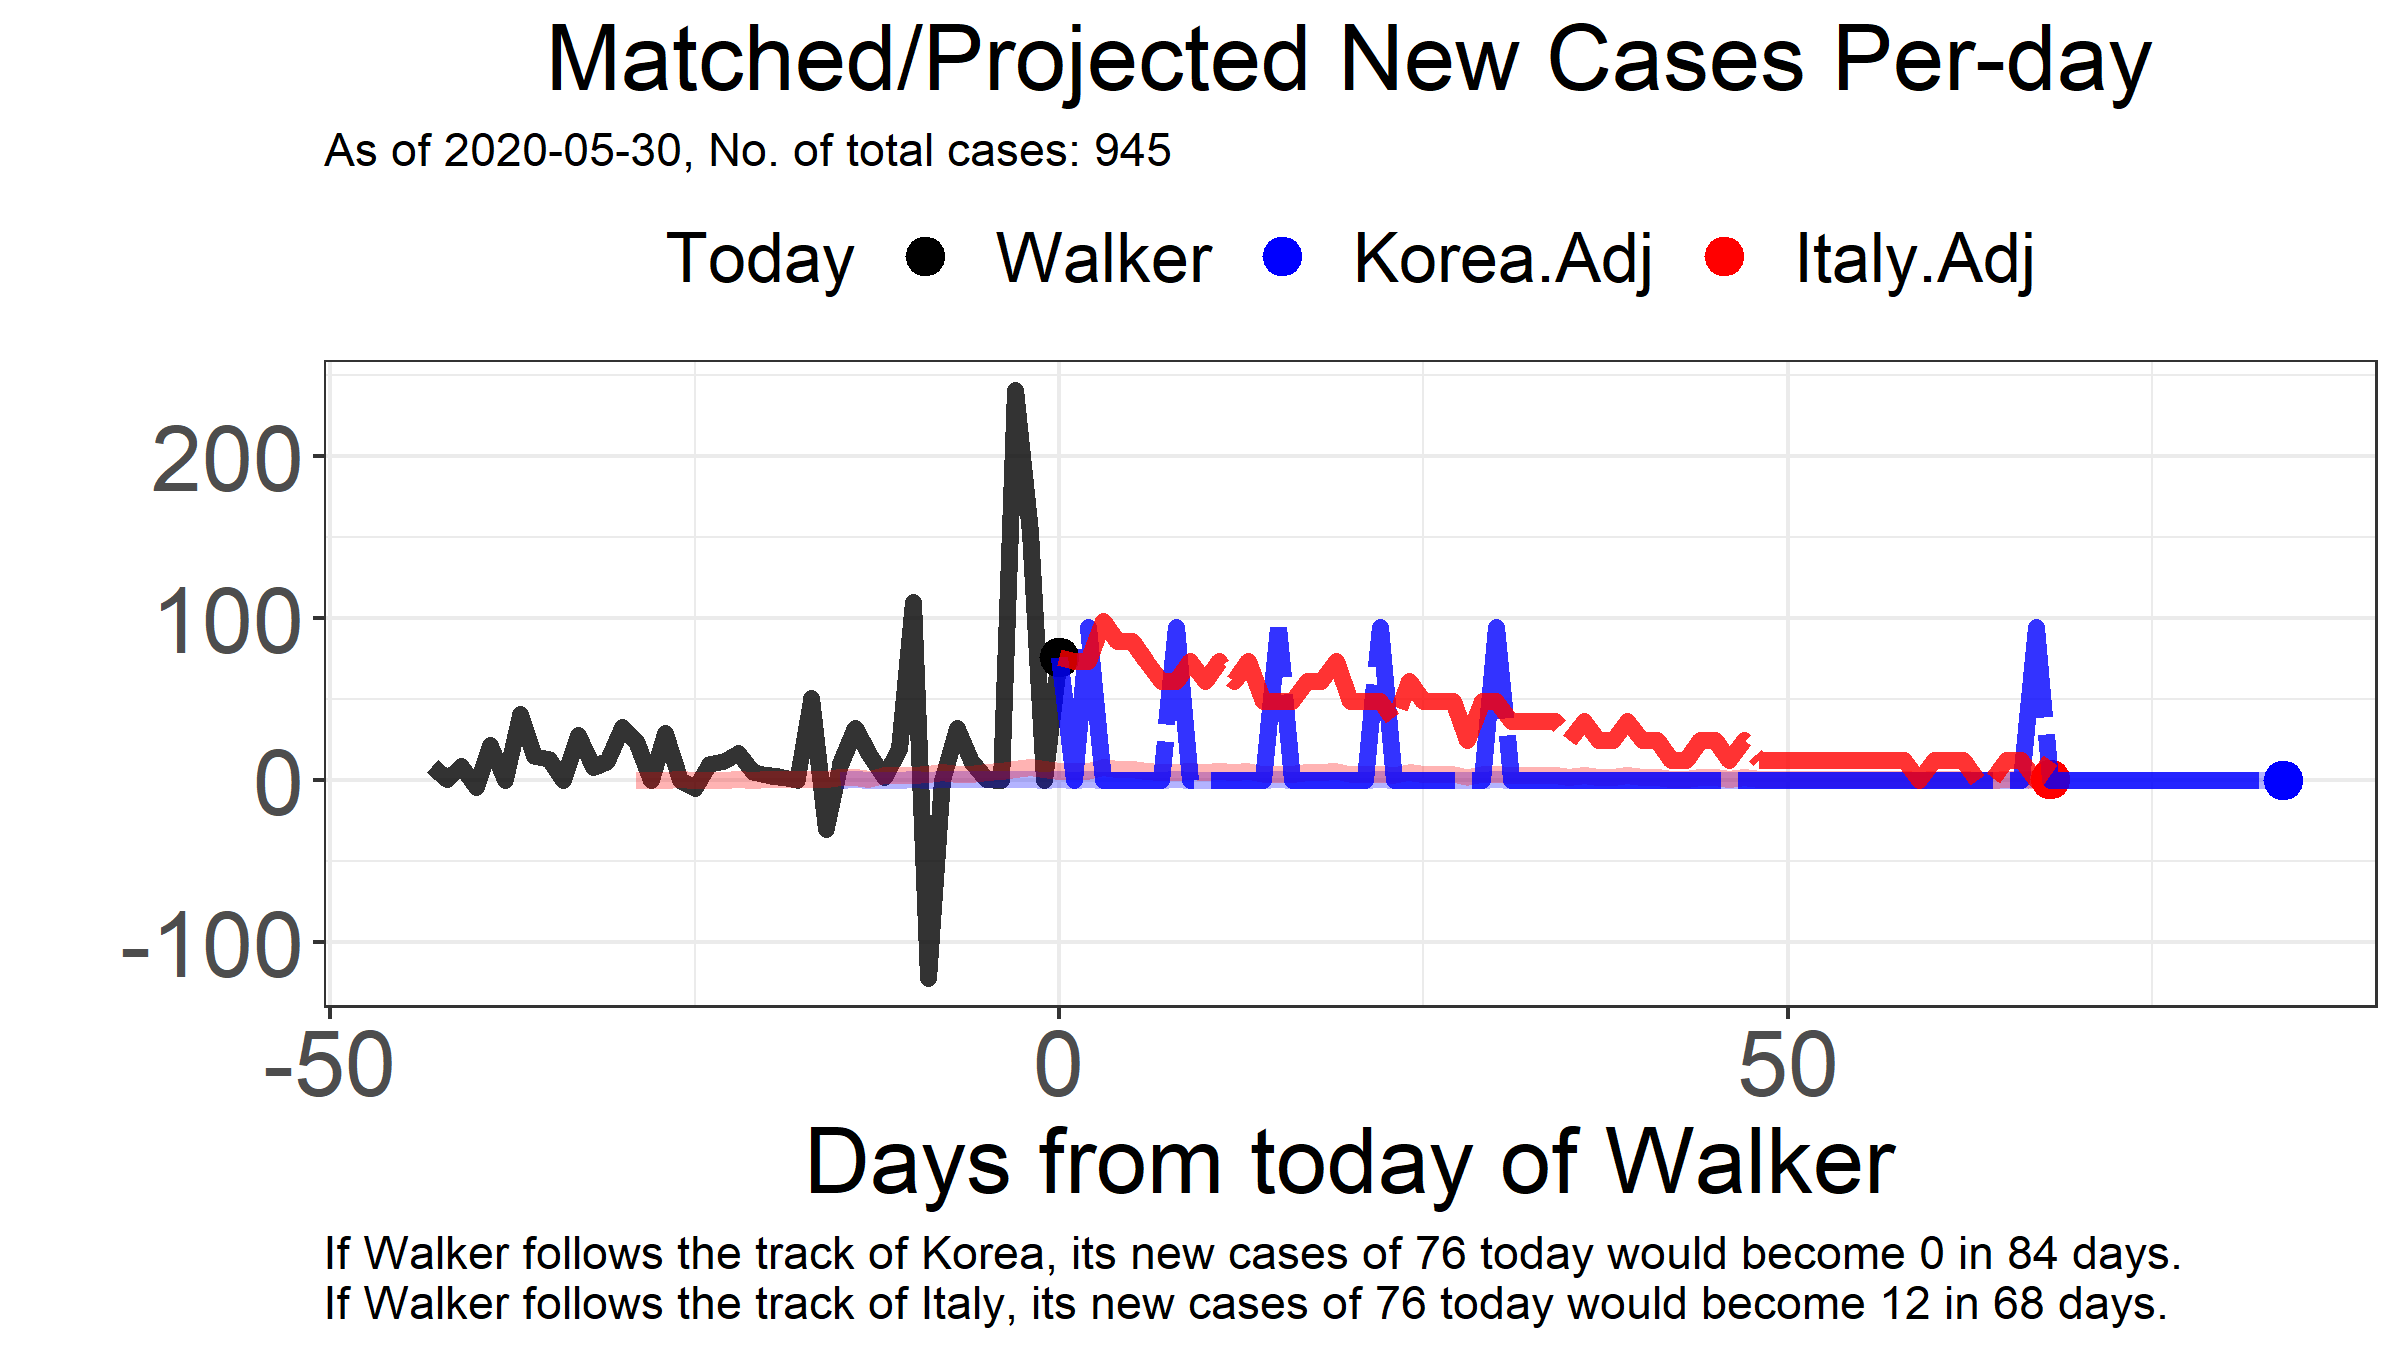 Matched/Projected New Cases Per-day
As of 2020-05-30, No. of total cases: 945
Today Walker Korea.Adj Italy.Adj
200
100
0
-100
-50 0 50
Days from today of Walker
If Walker follows the track of Korea, its new cases of 76 today would become 0 in 84 days.
If Walker follows the track of Italy, its new cases of 76 today would become 12 in 68 days.